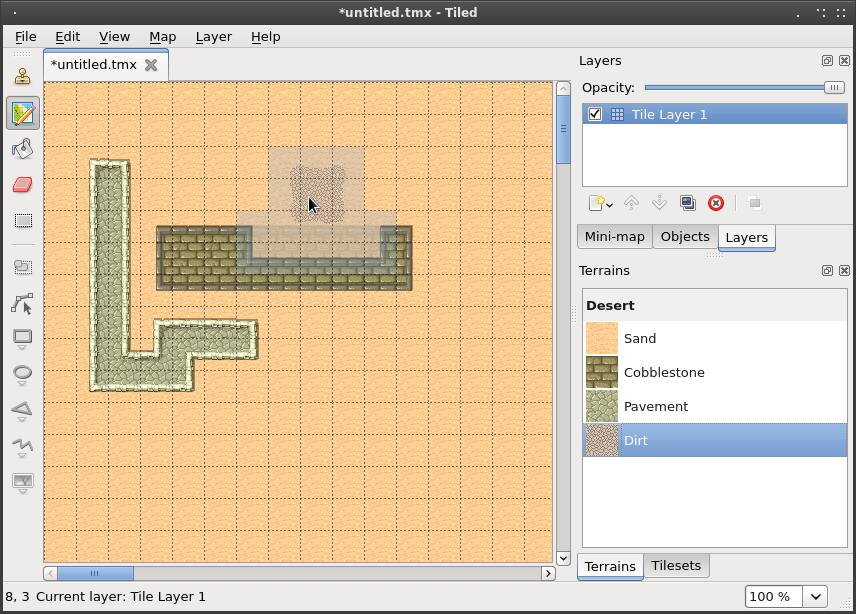 *untitled.tmx - Tiled
File Edit View Map Layer Help
*untitled.tmx
Layers
Opacity:
Tile Layer 1
Mini-map Objects Layers
Terrains
Desert
Sand
Cobblestone
Pavement
Dirt
Terrains Tilesets
8, 3 Current layer: Tile Layer 1
100 %